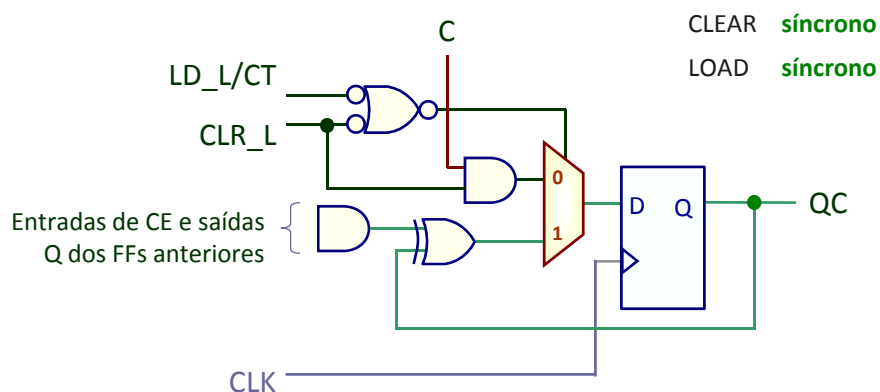 C
CLEAR síncrono
LOAD síncrono
LD_L/CT
CLR_L
0
1
D Q
QC
Entradas de CE e saídas
Q dos FFs anteriores
CLK